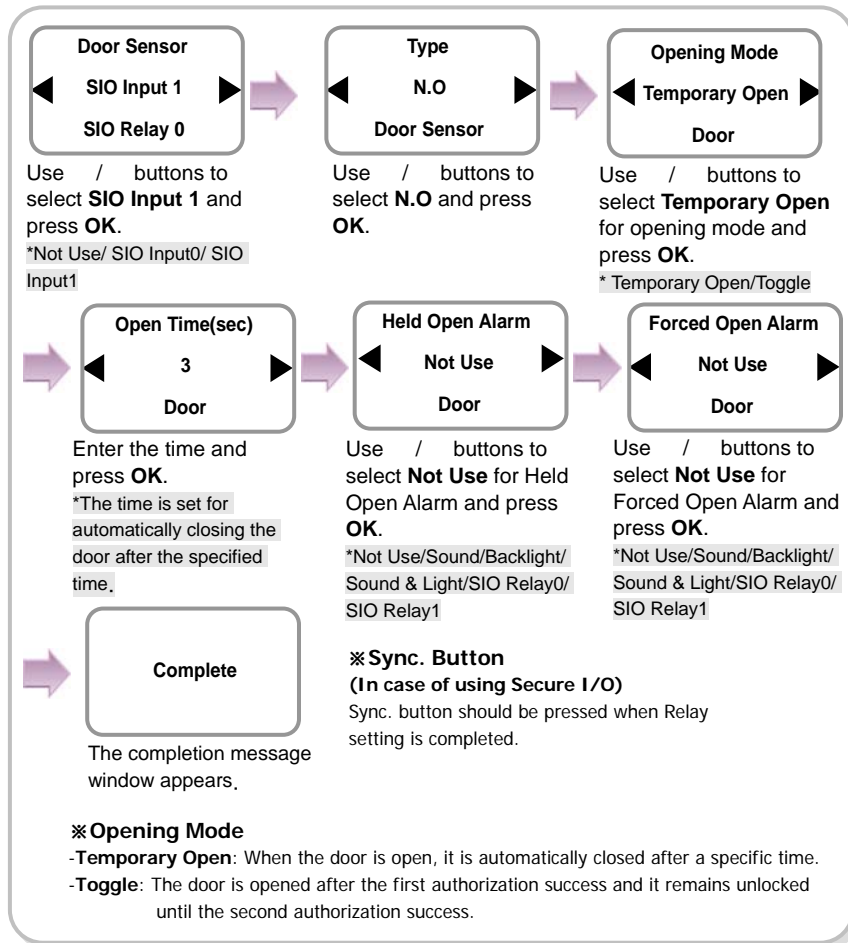 Door Sensor
SIO Input 1
SIO Relay 0
Use / buttons to
select SIO Input 1 and
press OK.
*Not Use/ SIO Input0/ SIO
Input1
Type
N.O
Door Sensor
Use / buttons to
select N.O and press
OK.
Opening Mode
Temporary Open
Door
Use / buttons to
select Temporary Open
for opening mode and
press OK.
* Temporary Open/Toggle
Open Time(sec)
3
Door
Enter the time and
press OK.
*The time is set for
automatically closing the
door after the specified
time.
Held Open Alarm
Not Use
Door
Use / buttons to
select Not Use for Held
Open Alarm and press
OK.
*Not Use/Sound/Backlight/
Sound & Light/SIO Relay0/
SIO Relay1
Forced Open Alarm
Not Use
Door
Use / buttons to
select Not Use for
Forced Open Alarm and
press OK.
*Not Use/Sound/Backlight/
Sound & Light/SIO Relay0/
SIO Relay1
Complete
The completion message
window appears.
※Sync. Button
(In case of using Secure I/O)
Sync. button should be pressed when Relay
setting is completed.
※Opening Mode
-Temporary Open: When the door is open, it is automatically closed after a specific time.
-Toggle: The door is opened after the first authorization success and it remains unlocked
until the second authorization success.